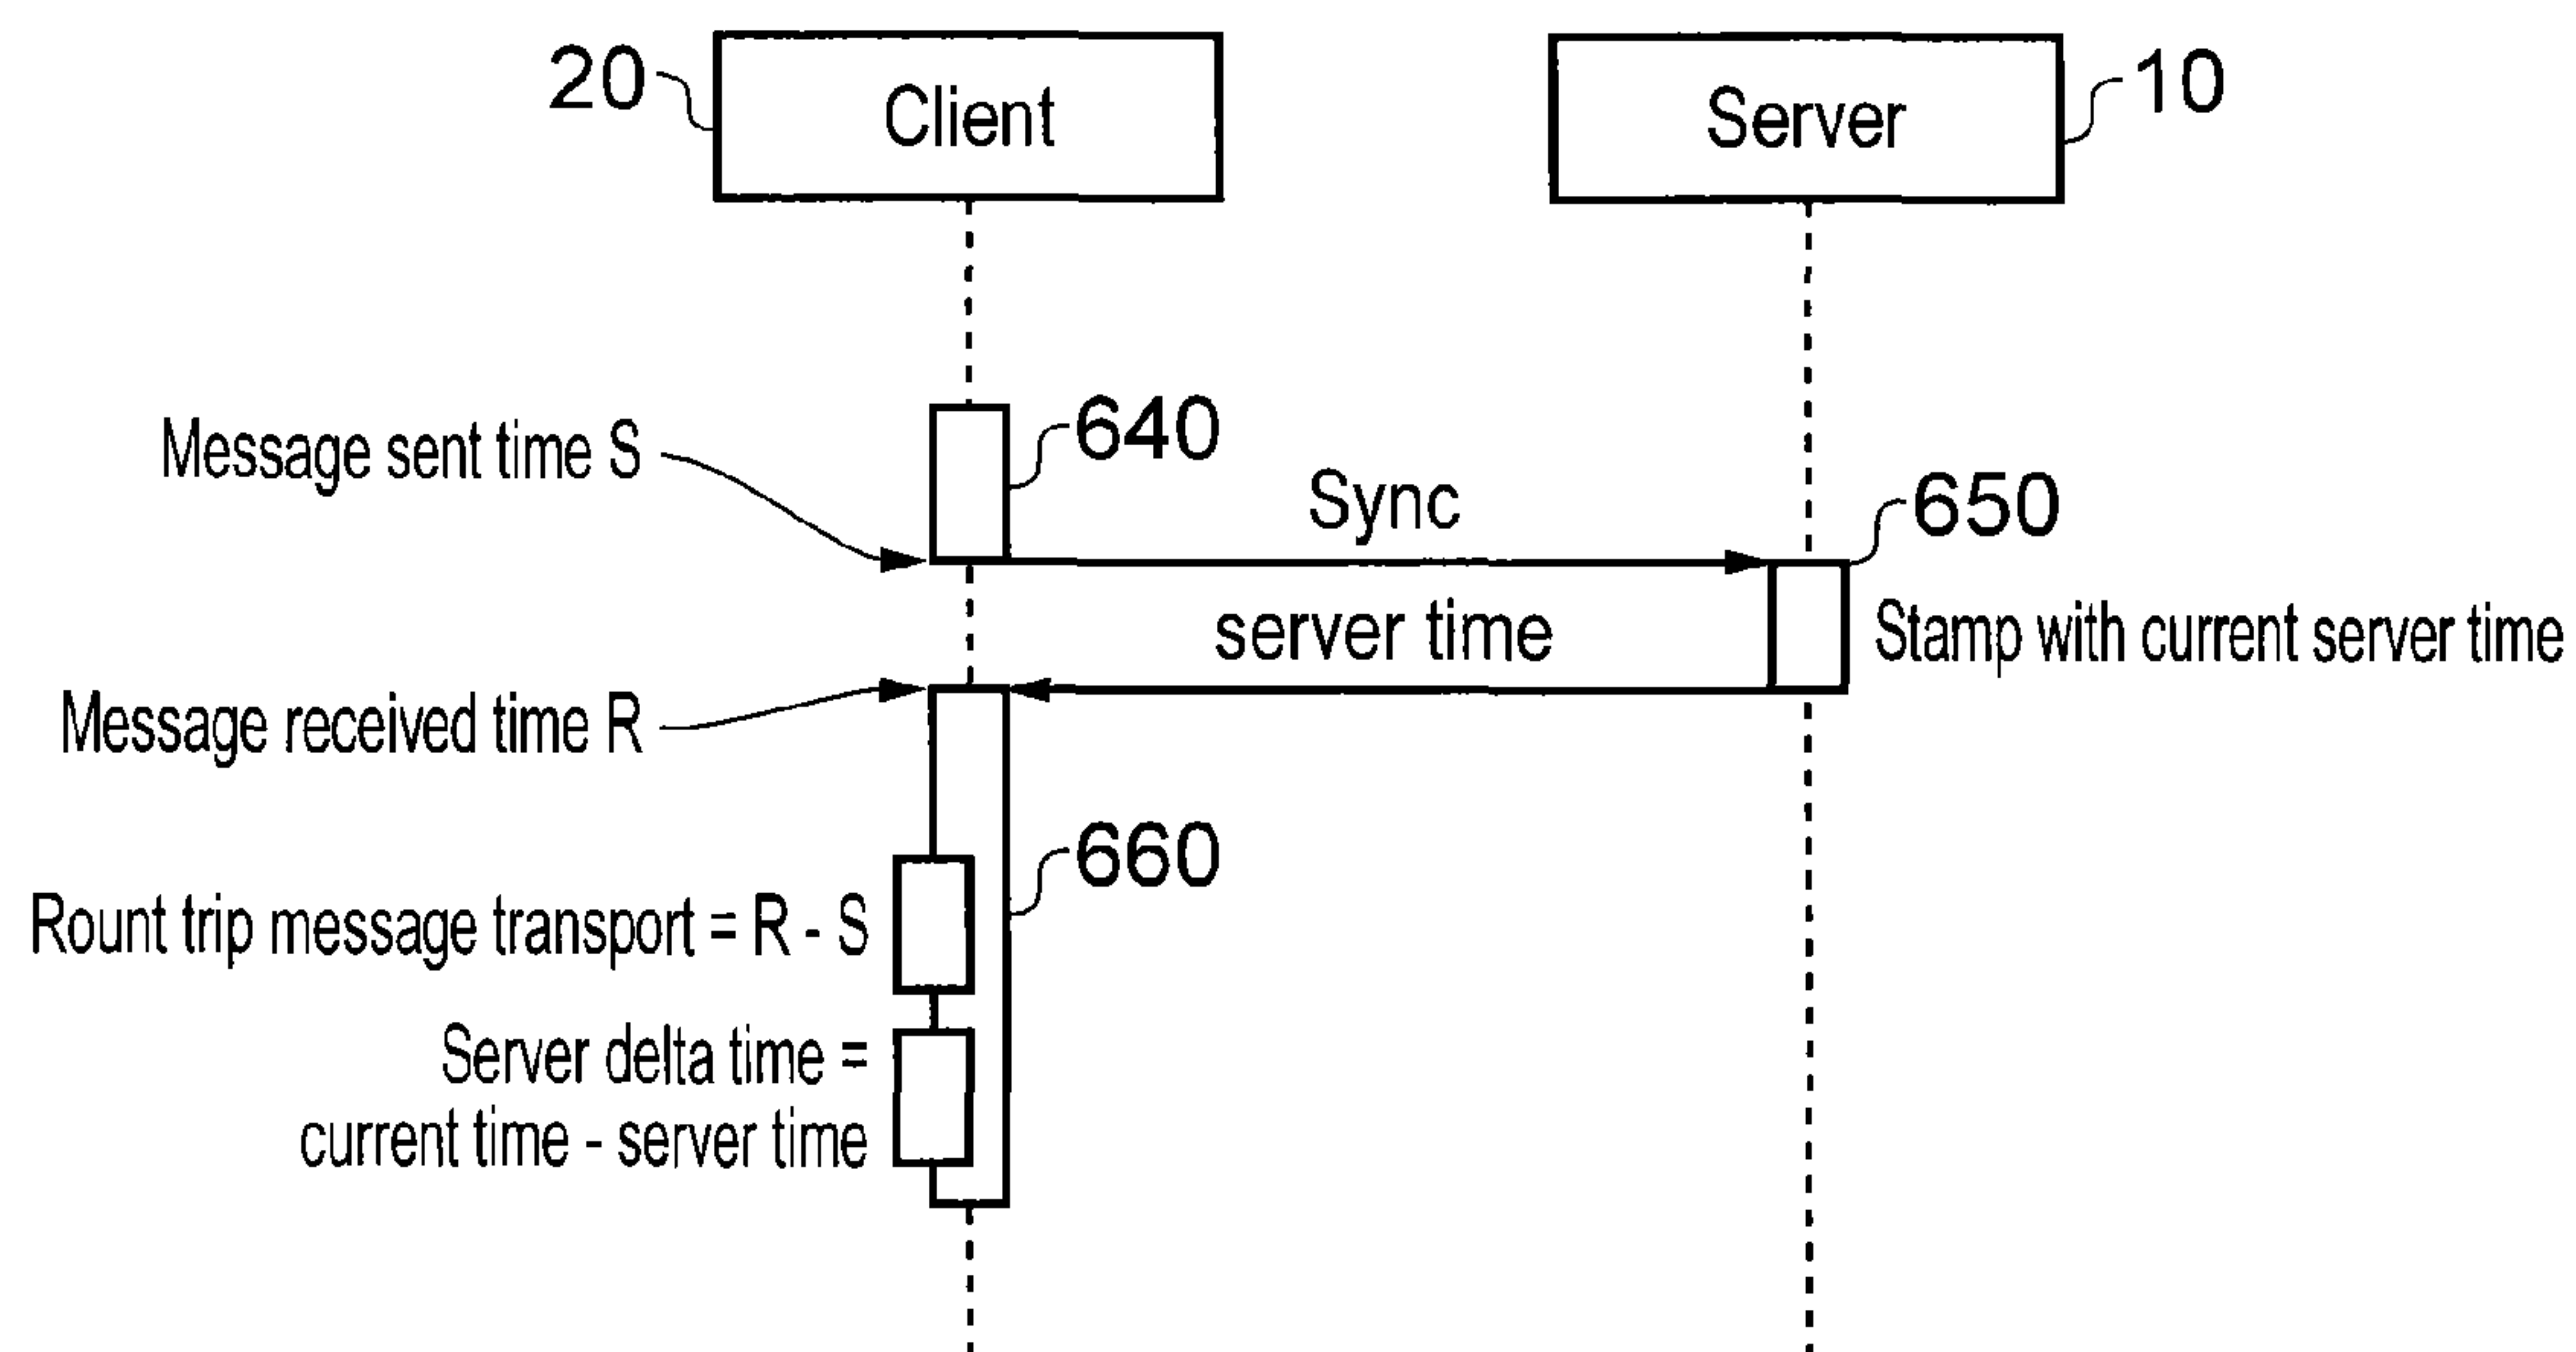 20
Client
Server
10
Message sent time S
640
Sync
650
server time
Stamp with current server time
Message received time R
660
Rount trip message transport = R - S
Server delta time =
current time - server time